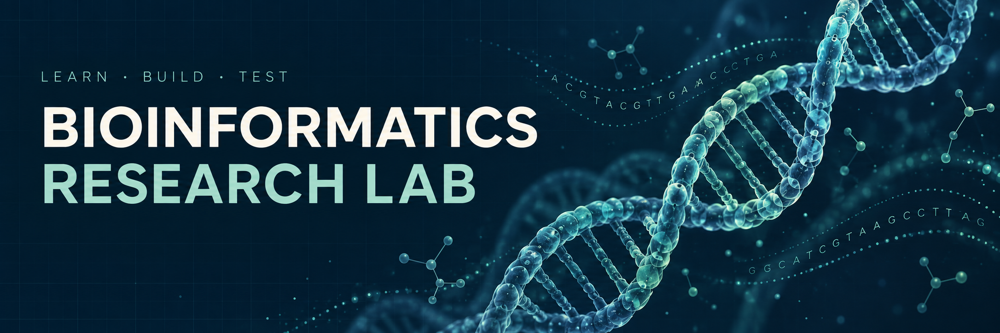 LEARN · BUILD · TEST
BIOINFORMATICS
RESEARCH LAB
A C G T A C G T T G A A C C C T G A
G G C A T C G T A A G C C T T A G